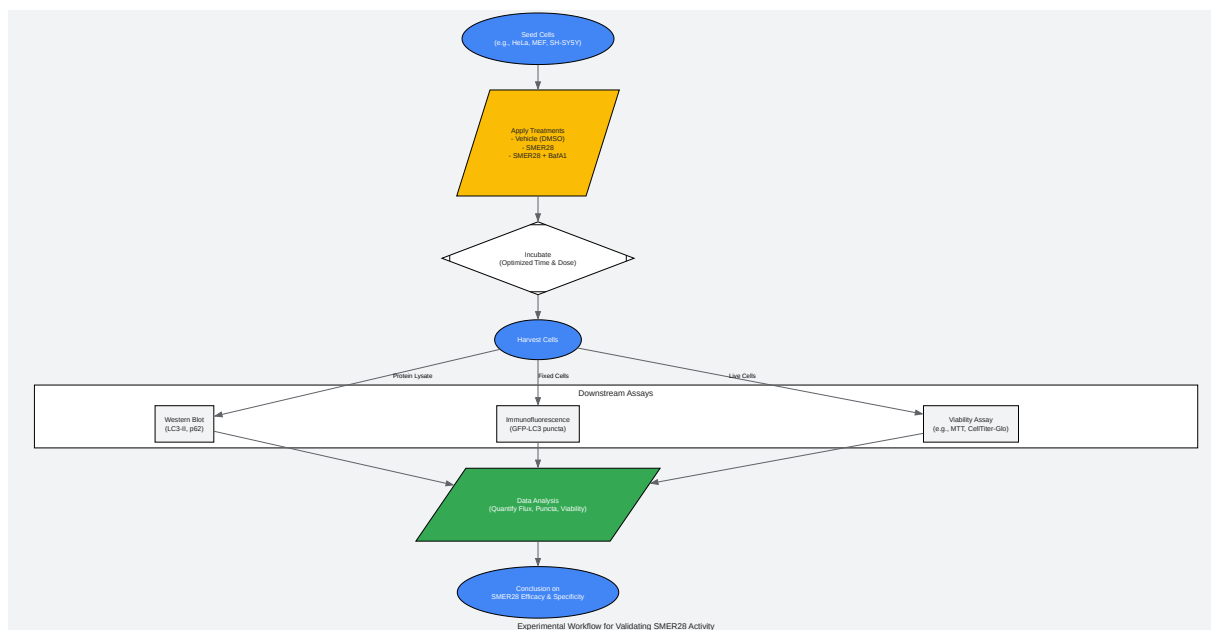 Seed Cells
(e.g., HeLa, MEF, SH-SY5Y)
Apply Treatments
- Vehicle (DMSO)
- SMER28
- SMER28 + BafA1
Incubate
(Optimized Time & Dose)
Harvest Cells
Protein Lysate
Fixed Cells
Live Cells
Downstream Assays
Western Blot
(LC3-II, p62)
Immunofluorescence
(GFP-LC3 puncta)
Viability Assay
(e.g., MTT, CellTiter-Glo)
Data Analysis
(Quantify Flux, Puncta, Viability)
Conclusion on
SMER28 Efficacy & Specificity
Experimental Workflow for Validating SMER28 Activity